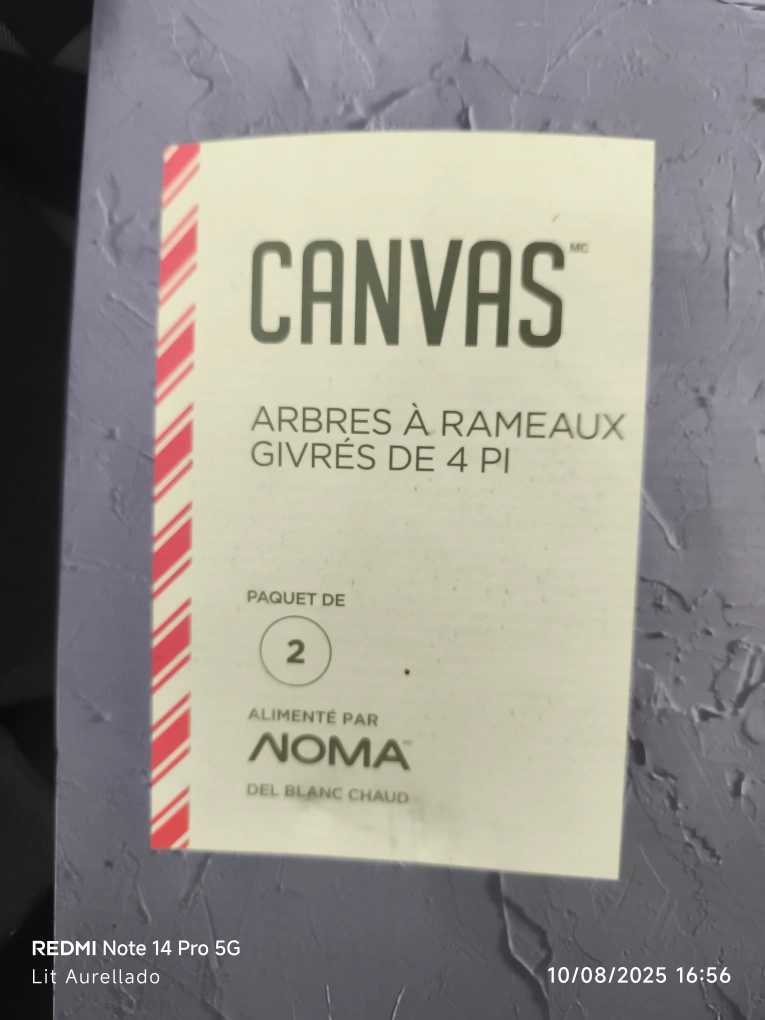 CANVAS MC
ARBRES À RAMEAUX
GIVRÉS DE 4 PI
PAQUET DE
2
ALIMENTÉ PAR
NOMA
DEL BLANC CHAUD
REDMI Note 14 Pro 5G
Lit Aurellado
10/08/2025 16:56